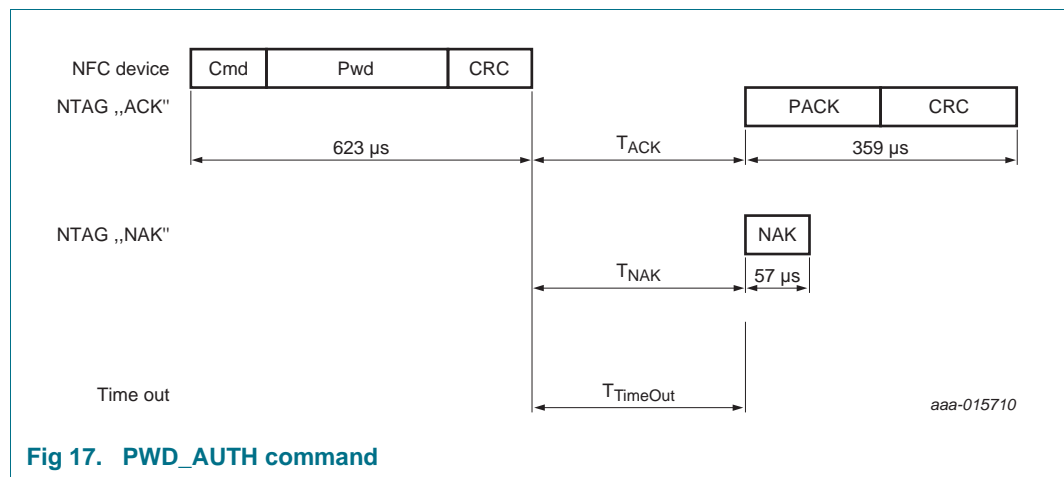 NFC device Cmd Pwd CRC
NTAG ,,ACK" PACK CRC
623 µs TACK 359 µs
NTAG ,,NAK" NAK
TNAK 57 µs
Time out TTimeOut
aaa-015710
Fig 17. PWD_AUTH command